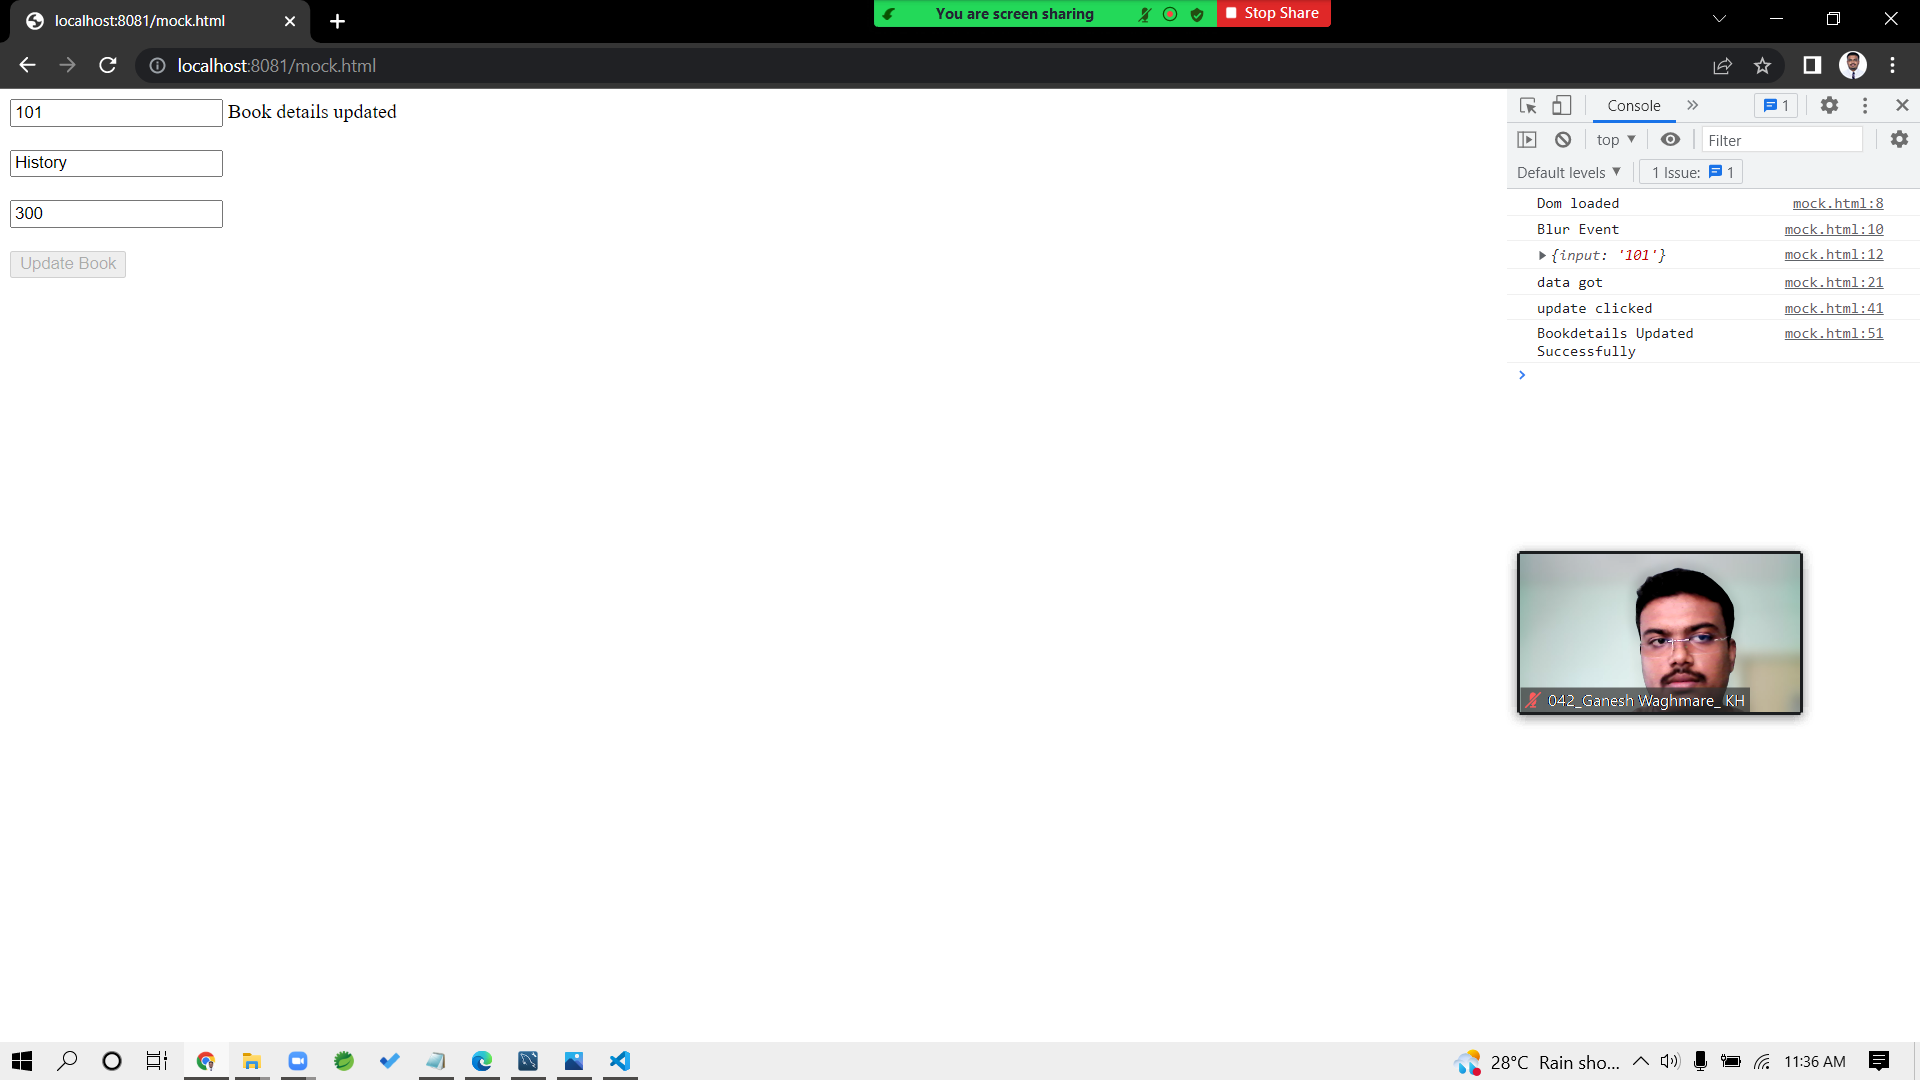 localhost:8081/mock.html
You are screen sharing
Stop Share
localhost:8081/mock.html
101 Book details updated
History
300
Update Book
Console
1
top
Filter
Default levels
1 Issue: 1
Dom loaded mock.html:8
Blur Event mock.html:10
{input: '101'} mock.html:12
data got mock.html:21
update clicked mock.html:41
Bookdetails Updated mock.html:51
Successfully
042_Ganesh Waghmare_ KH
28°C Rain sho... 11:36 AM